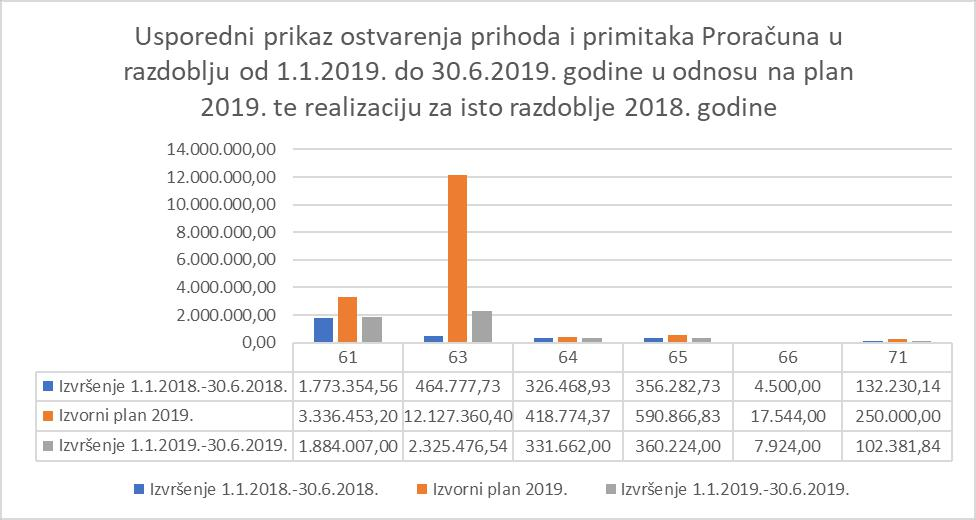 Usporedni prikaz ostvarenja prihoda i primitaka Proračuna u
razdoblju od 1.1.2019. do 30.6.2019. godine u odnosu na plan
2019. te realizaciju za isto razdoblje 2018. godine
14.000.000,00
12.000.000,00
10.000.000,00
8.000.000,00
6.000.000,00
4.000.000,00
2.000.000,00
0,00
61 63 64 65 66 71
Izvršenje 1.1.2018.-30.6.2018. 1.773.354,56 464.777,73 326.468,93 356.282,73 4.500,00 132.230,14
Izvorni plan 2019. 3.336.453,20 12.127.360,40 418.774,37 590.866,83 17.544,00 250.000,00
Izvršenje 1.1.2019.-30.6.2019. 1.884.007,00 2.325.476,54 331.662,00 360.224,00 7.924,00 102.381,84
Izvršenje 1.1.2018.-30.6.2018. Izvorni plan 2019. Izvršenje 1.1.2019.-30.6.2019.